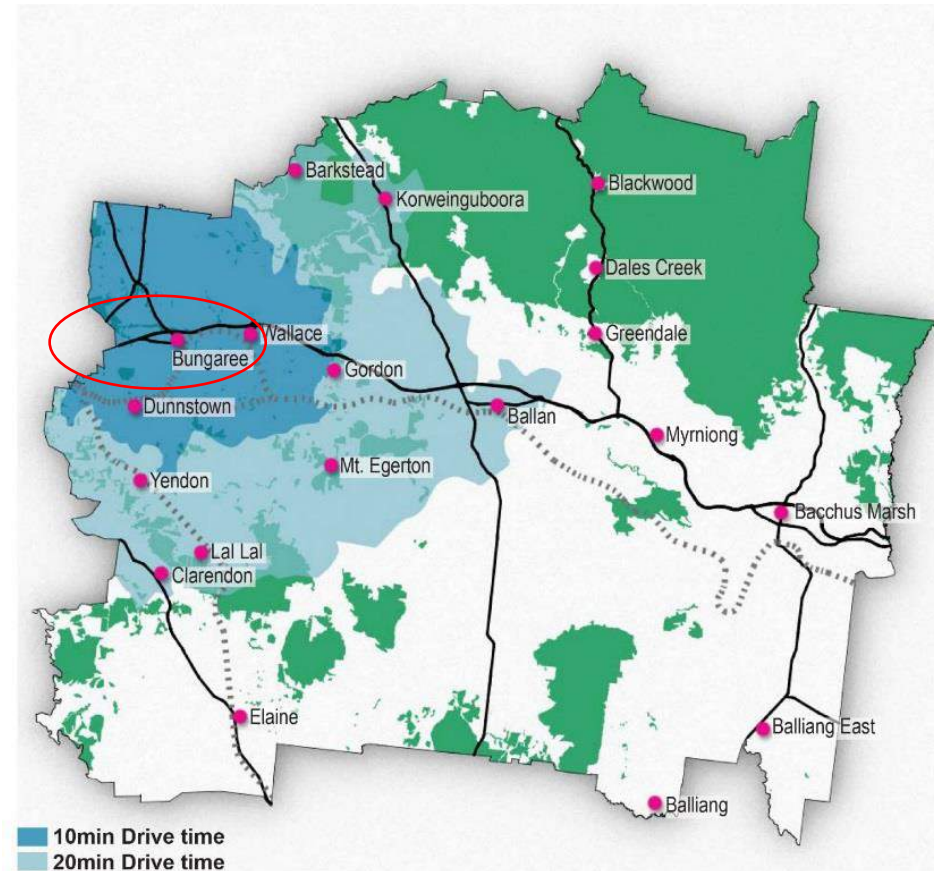 Barkstead
Blackwood
Korweinguboora
Dales Creek
Wallace
Greendale
Bungaree
Gordon
Dunnstown
Ballan
Myrniong
Mt. Egerton
Yendon
Bacchus Marsh
Lal Lal
Clarendon
Elaine
Balliang East
Balliang
10min Drive time
20min Drive time